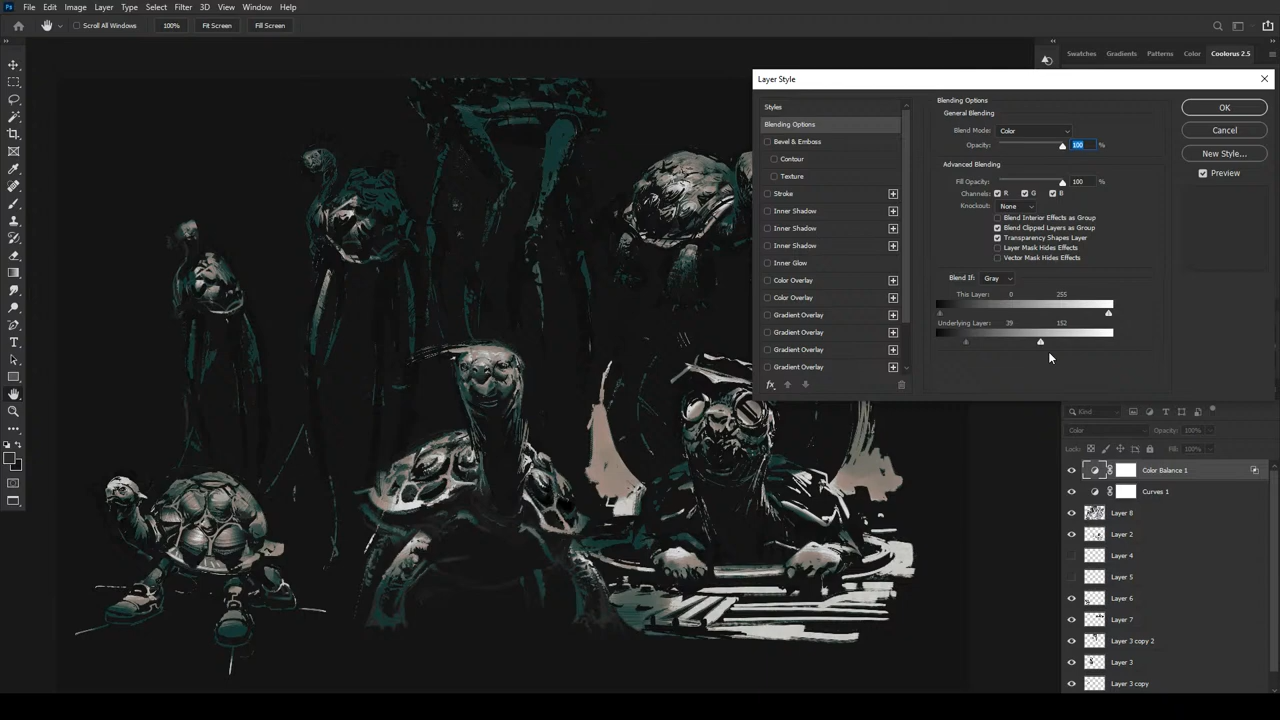 Ps File Edit Image Layer Type Select Filter 3D View Window Help
Scroll All Windows 100% Fit Screen Fill Screen
Swatches Gradients Patterns Color Coolorus 2.5
Layer Style
Styles
Blending Options
Bevel & Emboss
Contour
Texture
Stroke
Inner Shadow
Inner Shadow
Inner Shadow
Inner Glow
Color Overlay
Color Overlay
Gradient Overlay
Gradient Overlay
Gradient Overlay
Gradient Overlay
fx
Blending Options
General Blending
Blend Mode: Color
Opacity: 100 %
Advanced Blending
Fill Opacity: 100 %
Channels: R G B
Knockout: None
Blend Interior Effects as Group
Blend Clipped Layers as Group
Transparency Shapes Layer
Layer Mask Hides Effects
Vector Mask Hides Effects
Blend If: Gray
This Layer: 0 255
Underlying Layer: 39 152
OK
Cancel
New Style...
Preview
Kind
Color Opacity: 100%
Lock: Fill: 100%
Color Balance 1
Curves 1
Layer 8
Layer 2
Layer 4
Layer 5
Layer 6
Layer 7
Layer 3 copy 2
Layer 3
Layer 3 copy